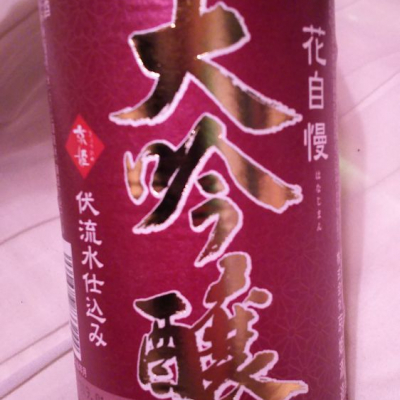 花自慢
はなじまん
大吟醸
伏流水仕込み